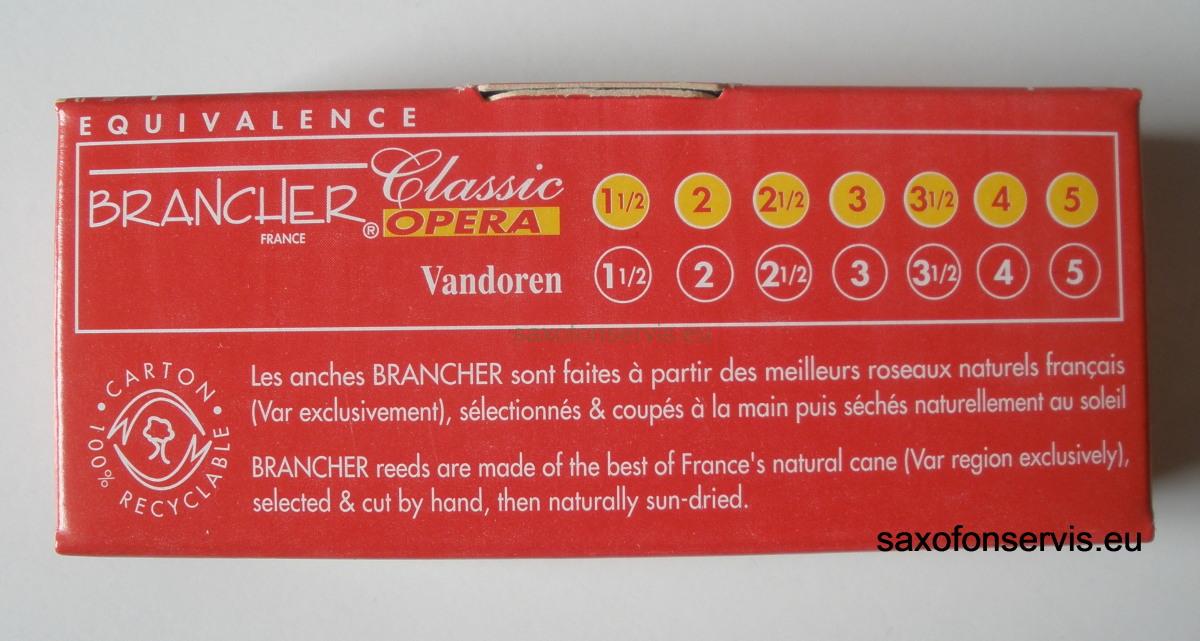 EQUIVALENCE
BRANCHER® Classic
FRANCE OPERA
1 1/2 2 2 1/2 3 3 1/2 4 5
Vandoren 1 1/2 2 2 1/2 3 3 1/2 4 5
saxofonservis.eu
CARTON
100% RECYCLABLE
Les anches BRANCHER sont faites à partir des meilleurs roseaux naturels français
(Var exclusivement), sélectionnés & coupés à la main puis séchés naturellement au soleil
BRANCHER reeds are made of the best of France's natural cane (Var region exclusively),
selected & cut by hand, then naturally sun-dried.
saxofonservis.eu